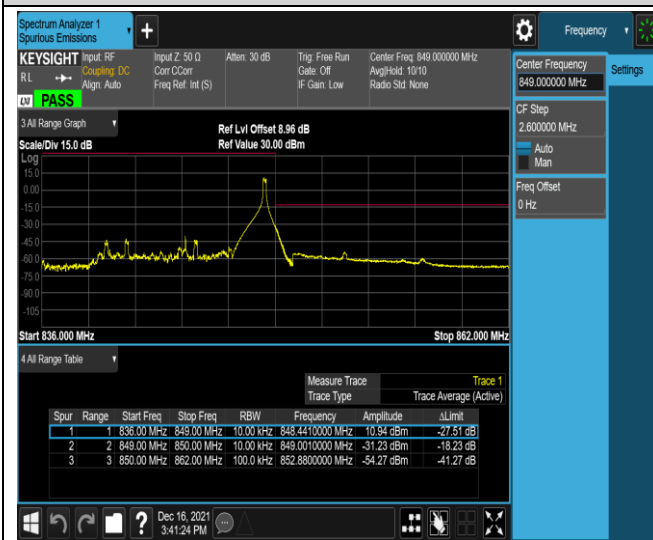 Spectrum Analyzer 1
Spurious Emissions
Frequency
KEYSIGHT
RL
Input: RF
Coupling: DC
Align: Auto
Input Z: 50 Ω
Corr CCorr
Freq Ref: Int (S)
Atten: 30 dB
Trig: Free Run
Gate: Off
IF Gain: Low
Center Freq: 849.000000 MHz
Avg|Hold: 10/10
Radio Std: None
LXI PASS
Center Frequency
849.000000 MHz
Settings
CF Step
2.600000 MHz
Auto
Man
Freq Offset
0 Hz
3 All Range Graph
Ref Lvl Offset 8.96 dB
Scale/Div 15.0 dB
Ref Value 30.00 dBm
Log
15.0
0.00
-15.0
-30.0
-45.0
-60.0
-75.0
-90.0
-105
Start 836.000 MHz
Stop 862.000 MHz
4 All Range Table
Measure Trace Trace 1
Trace Type Trace Average (Active)
Spur Range Start Freq Stop Freq RBW Frequency Amplitude ΔLimit
1 1 836.00 MHz 849.00 MHz 10.00 kHz 848.4410000 MHz 10.94 dBm -27.51 dB
2 2 849.00 MHz 850.00 MHz 10.00 kHz 849.0010000 MHz -31.23 dBm -18.23 dB
3 3 850.00 MHz 862.00 MHz 100.0 kHz 852.8800000 MHz -54.27 dBm -41.27 dB
Dec 16, 2021
3:41:24 PM